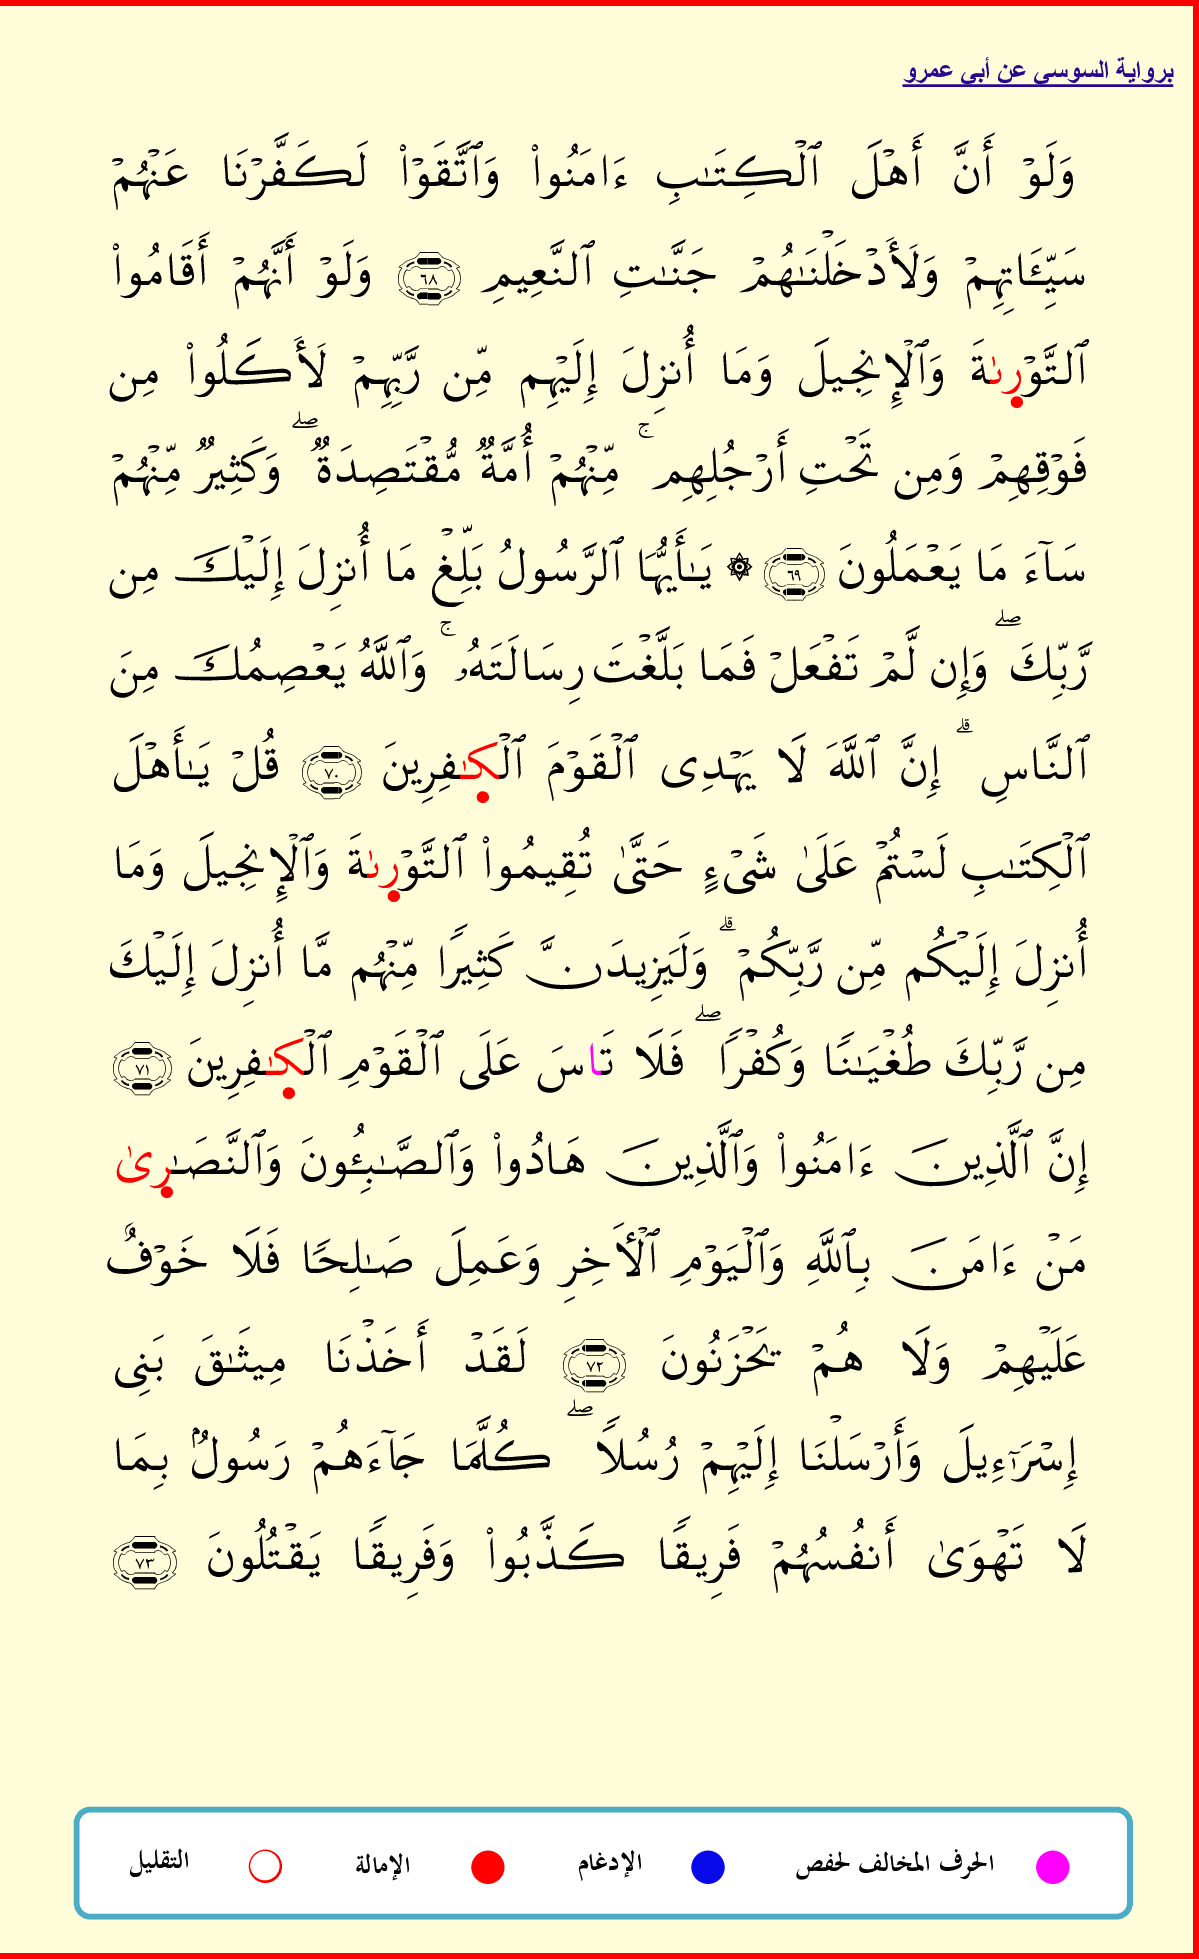 برواية السوسي عن أبي عمرو
وَلَوۡ أَنَّ أَهۡلَ ٱلۡكِتَٰبِ ءَامَنُواْ وَٱتَّقَوۡاْ لَكَفَّرۡنَا عَنۡهُمۡ
سَيِّـَٔاتِهِمۡ وَلَأَدۡخَلۡنَٰهُمۡ جَنَّٰتِ ٱلنَّعِيمِ ٦٨ وَلَوۡ أَنَّهُمۡ أَقَامُواْ
ٱلتَّوۡرِىٰةَ وَٱلۡإِنجِيلَ وَمَا أُنزِلَ إِلَيۡهِم مِّن رَّبِّهِمۡ لَأَكَلُواْ مِن
فَوۡقِهِمۡ وَمِن تَحۡتِ أَرۡجُلِهِمۚ مِّنۡهُمۡ أُمَّةٞ مُّقۡتَصِدَةٞۖ وَكَثِيرٞ مِّنۡهُمۡ
سَآءَ مَا يَعۡمَلُونَ ٦٩ ۞ يَٰأَيُّهَا ٱلرَّسُولُ بَلِّغۡ مَا أُنزِلَ إِلَيۡكَ مِن
رَّبِّكَۖ وَإِن لَّمۡ تَفۡعَلۡ فَمَا بَلَّغۡتَ رِسَالَتَهُۥۚ وَٱللَّهُ يَعۡصِمُكَ مِنَ
ٱلنَّاسِۗ إِنَّ ٱللَّهَ لَا يَهۡدِي ٱلۡقَوۡمَ ٱلۡكَٰفِرِينَ ٧٠ قُلۡ يَٰأَهۡلَ
ٱلۡكِتَٰبِ لَسۡتُمۡ عَلَىٰ شَيۡءٍ حَتَّىٰ تُقِيمُواْ ٱلتَّوۡرِىٰةَ وَٱلۡإِنجِيلَ وَمَا
أُنزِلَ إِلَيۡكُم مِّن رَّبِّكُمۡۗ وَلَيَزِيدَنَّ كَثِيرٗا مِّنۡهُم مَّا أُنزِلَ إِلَيۡكَ
مِن رَّبِّكَ طُغۡيَٰنٗا وَكُفۡرٗاۖ فَلَا تَاسَ عَلَى ٱلۡقَوۡمِ ٱلۡكَٰفِرِينَ ٧١
إِنَّ ٱلَّذِينَ ءَامَنُواْ وَٱلَّذِينَ هَادُواْ وَٱلصَّٰبِـُٔونَ وَٱلنَّصَٰرِىٰ
مَنۡ ءَامَنَ بِٱللَّهِ وَٱلۡيَوۡمِ ٱلۡأٓخِرِ وَعَمِلَ صَٰلِحٗا فَلَا خَوۡفٌ
عَلَيۡهِمۡ وَلَا هُمۡ يَحۡزَنُونَ ٧٢ لَقَدۡ أَخَذۡنَا مِيثَٰقَ بَنِي
إِسۡرَٰٓءِيلَ وَأَرۡسَلۡنَا إِلَيۡهِمۡ رُسُلٗاۖ كُلَّمَا جَآءَهُمۡ رَسُولُۢ بِمَا
لَا تَهۡوَىٰ أَنفُسُهُمۡ فَرِيقٗا كَذَّبُواْ وَفَرِيقٗا يَقۡتُلُونَ ٧٣
الحرف المخالف لحفص الإدغام الإمالة التقليل